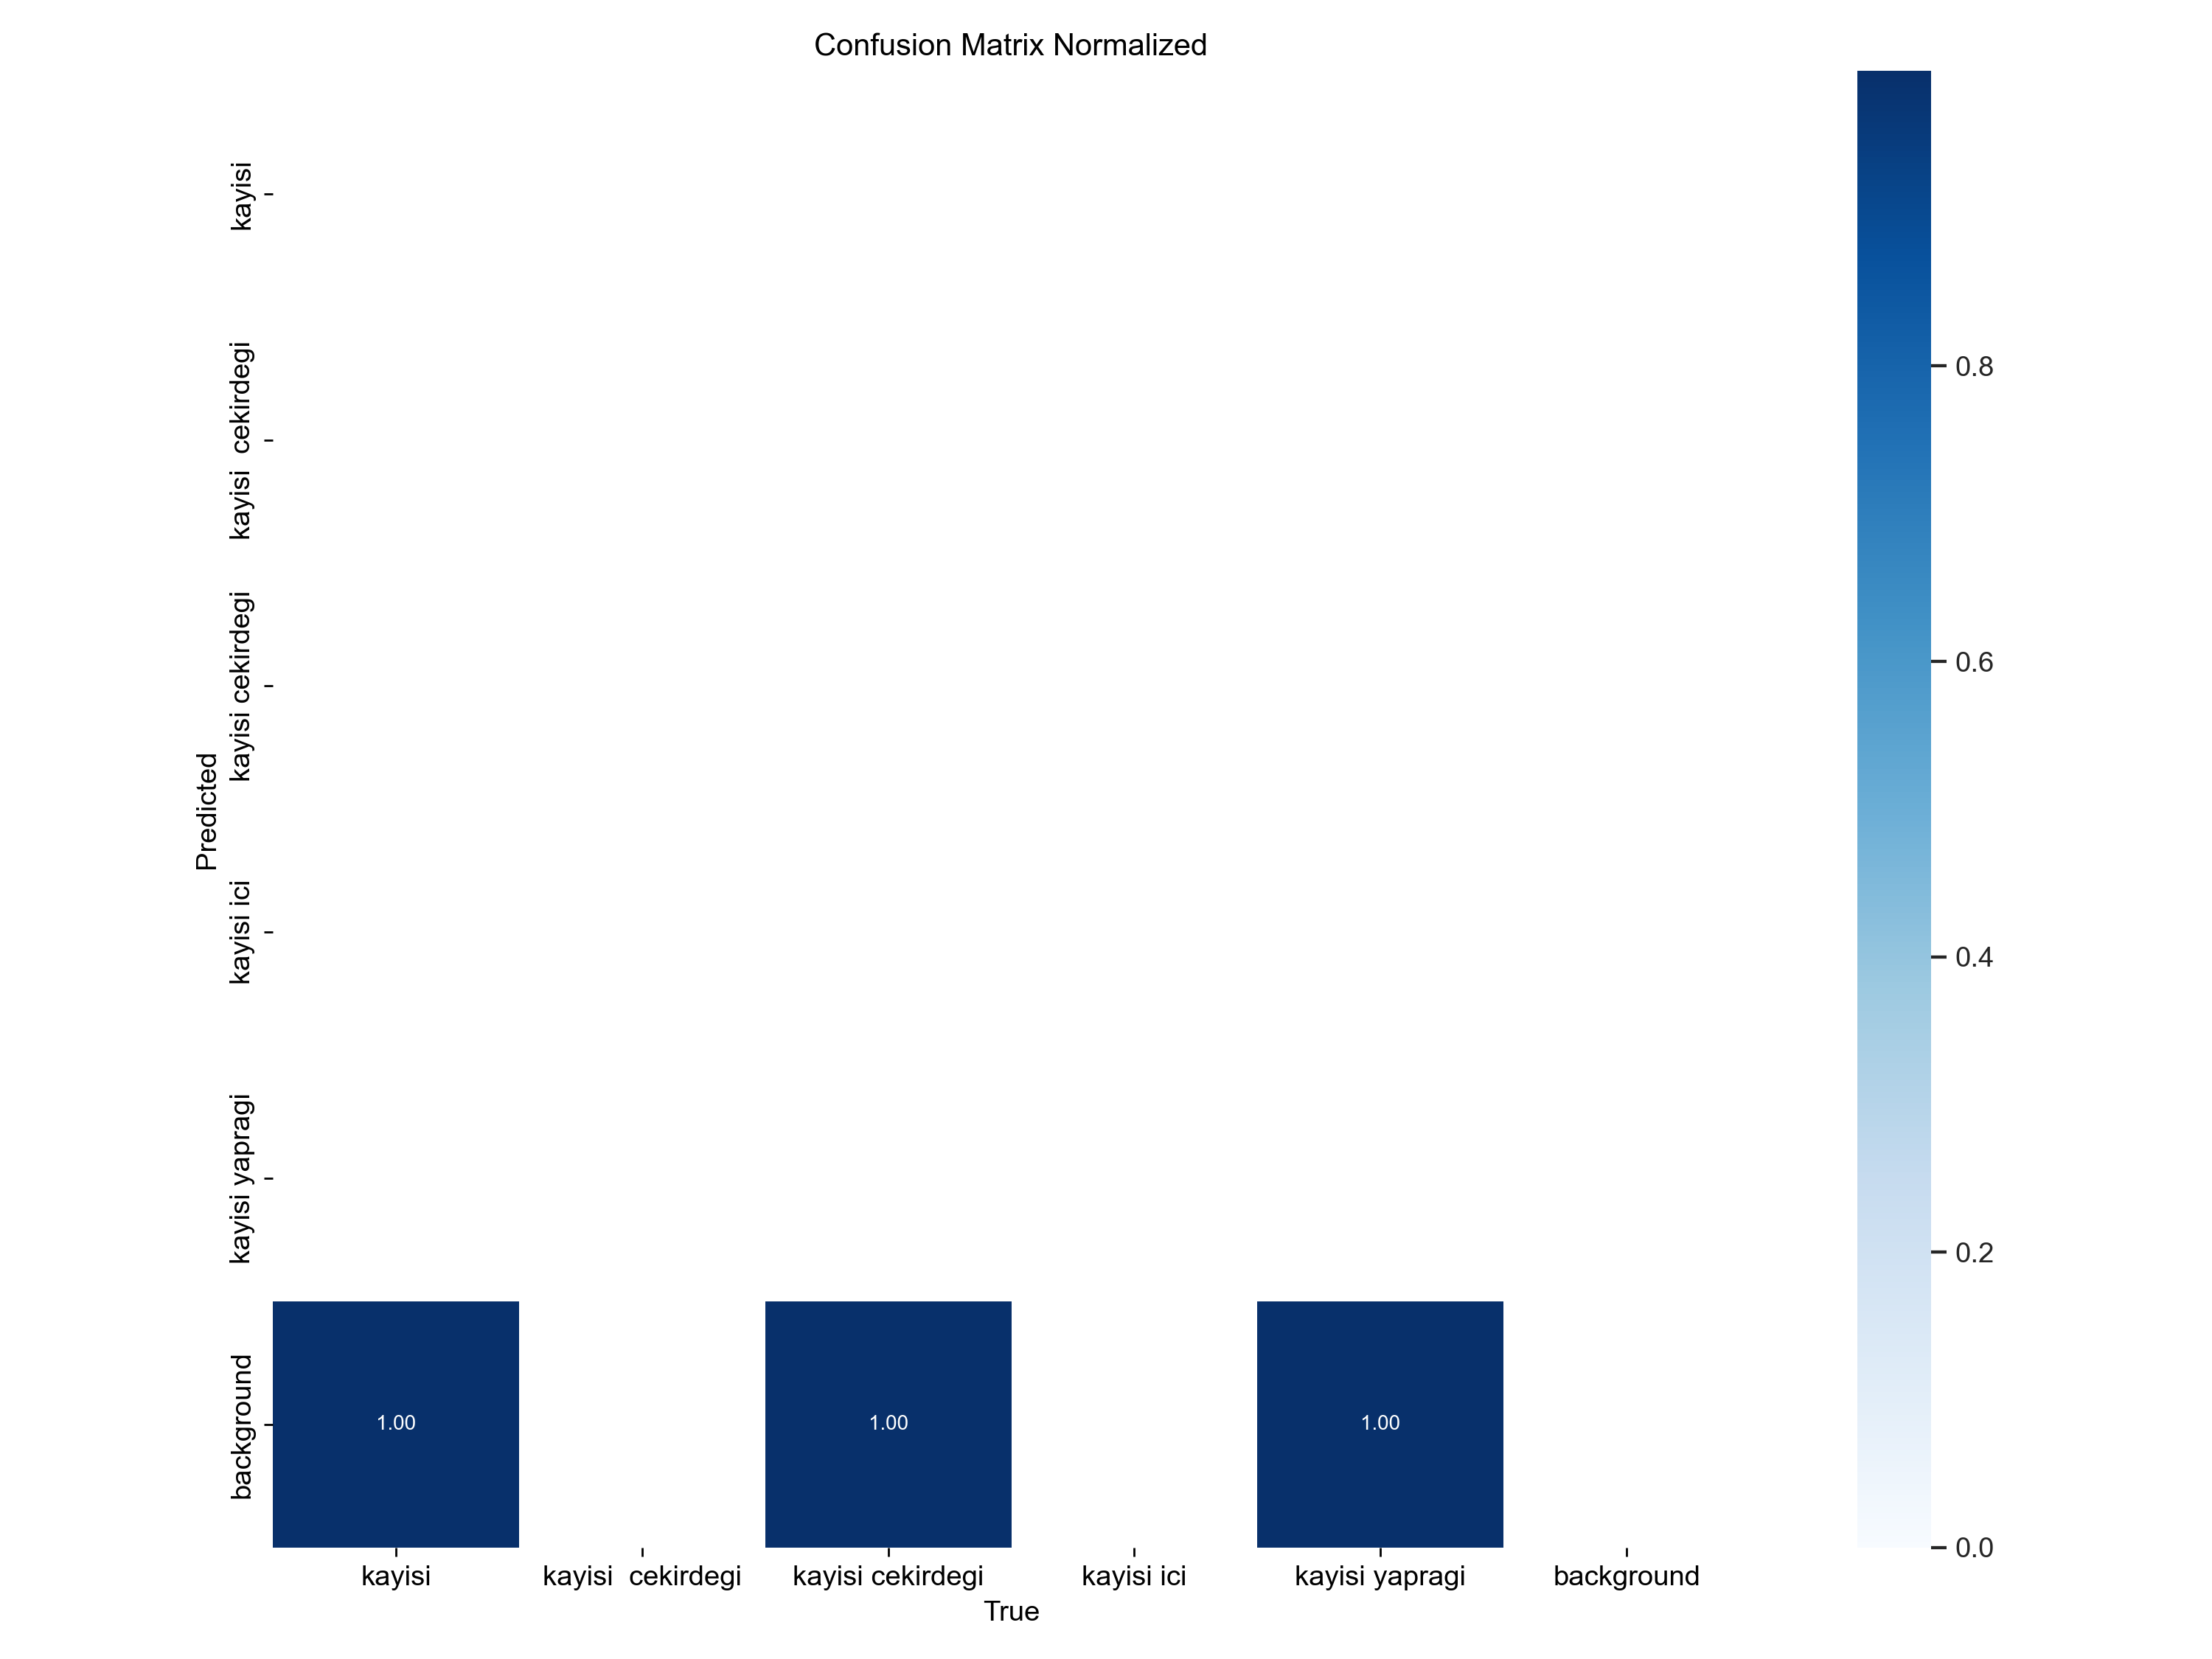 Confusion Matrix Normalized
kayisi
kayisi  cekirdegi
kayisi cekirdegi
kayisi ici
kayisi yapragi
background
Predicted
1.00
1.00
1.00
kayisi
kayisi  cekirdegi
kayisi cekirdegi
kayisi ici
kayisi yapragi
background
True
0.8
0.6
0.4
0.2
0.0